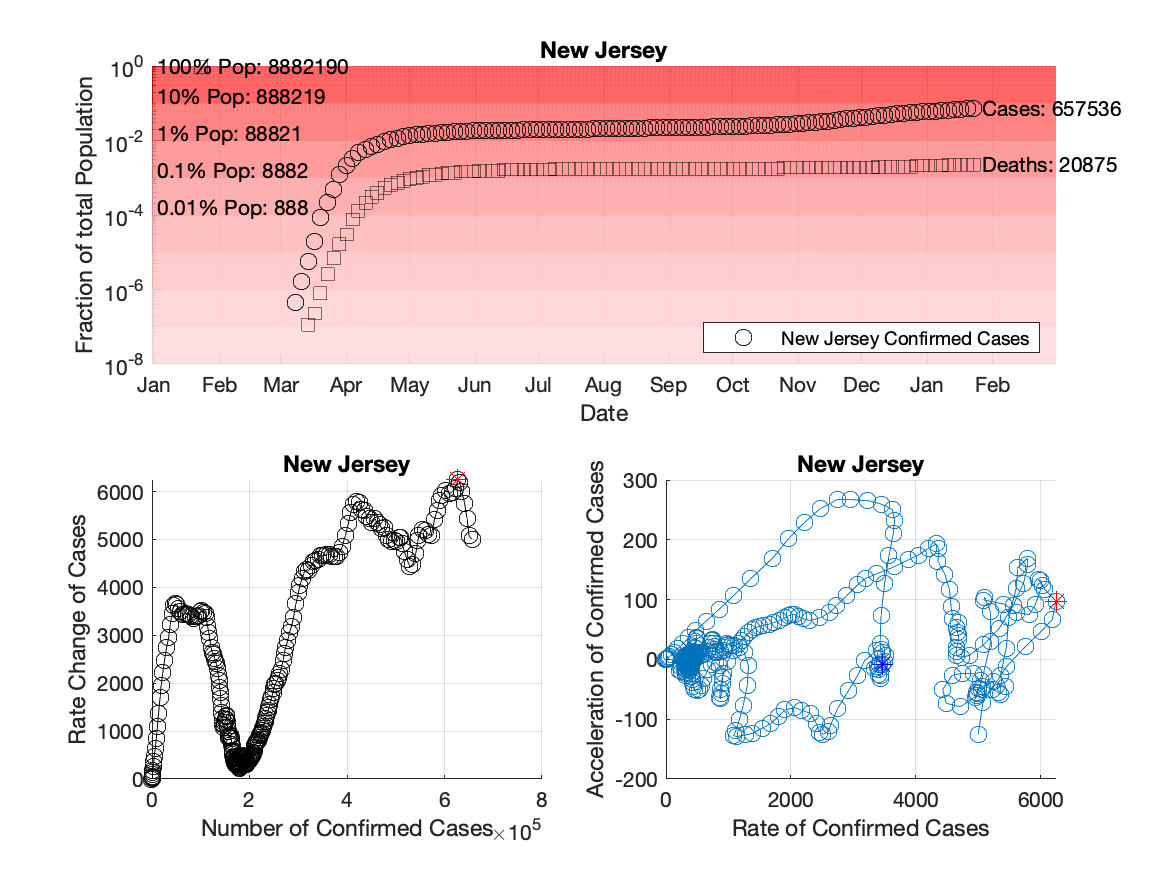 New Jersey
Fraction of total Population
10^0
10^-2
10^-4
10^-6
10^-8
100% Pop: 8882190
10% Pop: 888219
1% Pop: 88821
0.1% Pop: 8882
0.01% Pop: 888
Cases: 657536
Deaths: 20875
New Jersey Confirmed Cases
Jan Feb Mar Apr May Jun Jul Aug Sep Oct Nov Dec Jan Feb
Date
New Jersey
Rate Change of Cases
6000
5000
4000
3000
2000
1000
0
0 2 4 6 8
Number of Confirmed Cases ×10^5
New Jersey
Acceleration of Confirmed Cases
300
200
100
0
-100
-200
0 2000 4000 6000
Rate of Confirmed Cases